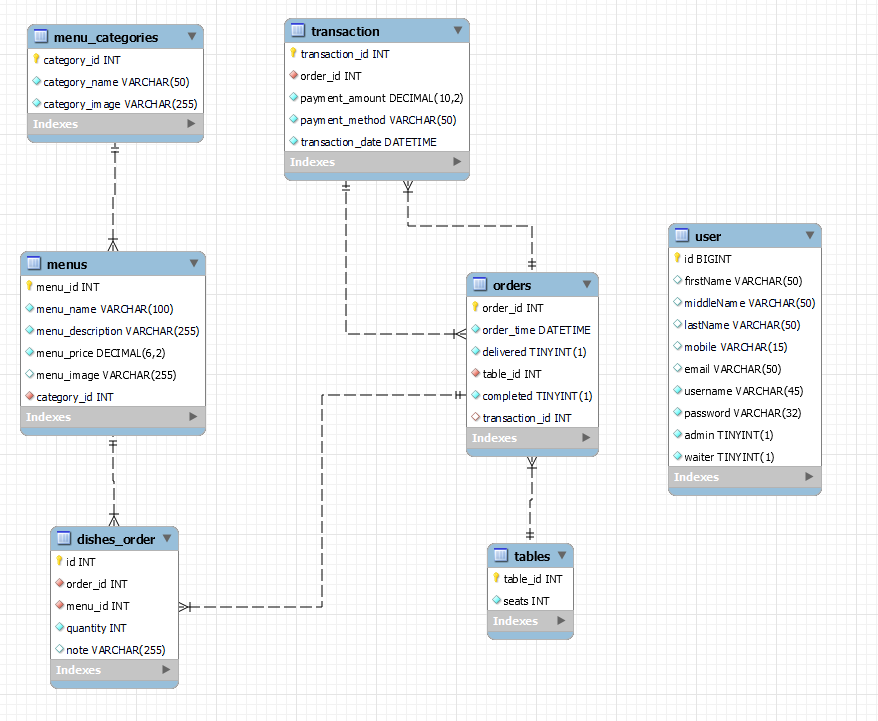 menu_categories
category_id INT
category_name VARCHAR(50)
category_image VARCHAR(255)
Indexes
transaction
transaction_id INT
order_id INT
payment_amount DECIMAL(10,2)
payment_method VARCHAR(50)
transaction_date DATETIME
Indexes
menus
menu_id INT
menu_name VARCHAR(100)
menu_description VARCHAR(255)
menu_price DECIMAL(6,2)
menu_image VARCHAR(255)
category_id INT
Indexes
orders
order_id INT
order_time DATETIME
delivered TINYINT(1)
table_id INT
completed TINYINT(1)
transaction_id INT
Indexes
user
id BIGINT
firstName VARCHAR(50)
middleName VARCHAR(50)
lastName VARCHAR(50)
mobile VARCHAR(15)
email VARCHAR(50)
username VARCHAR(45)
password VARCHAR(32)
admin TINYINT(1)
waiter TINYINT(1)
Indexes
dishes_order
id INT
order_id INT
menu_id INT
quantity INT
note VARCHAR(255)
Indexes
tables
table_id INT
seats INT
Indexes